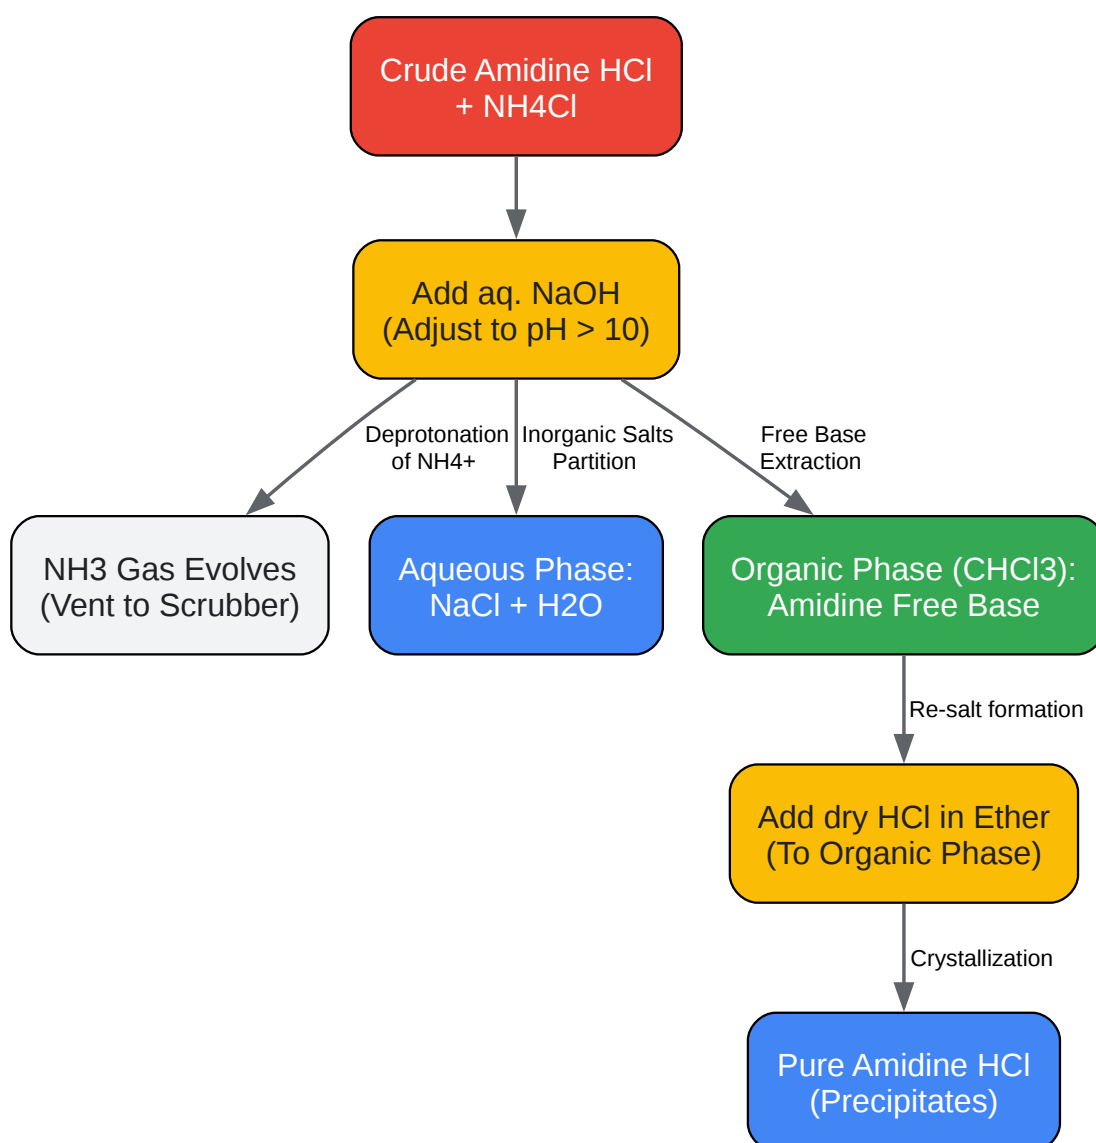 Crude Amidine HCl
+ NH4Cl
Add aq. NaOH
(Adjust to pH > 10)
Deprotonation
of NH4+
Inorganic Salts
Partition
Free Base
Extraction
NH3 Gas Evolves
(Vent to Scrubber)
Aqueous Phase:
NaCl + H2O
Organic Phase (CHCl3):
Amidine Free Base
Re-salt formation
Add dry HCl in Ether
(To Organic Phase)
Crystallization
Pure Amidine HCl
(Precipitates)